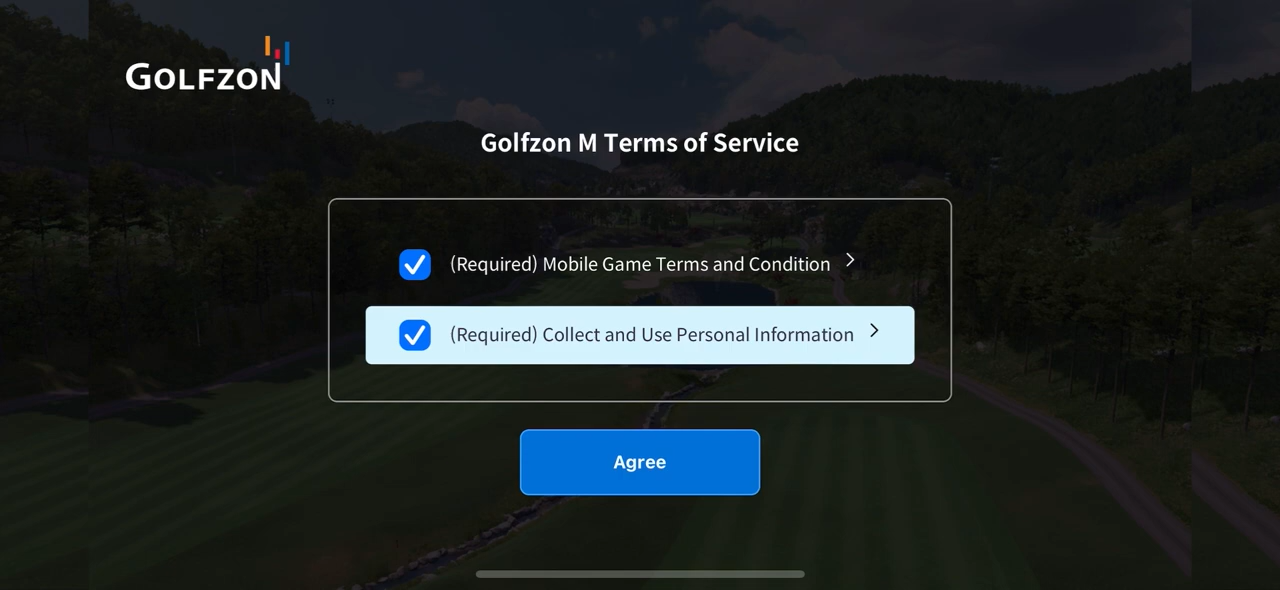 GOLFZON
Golfzon M Terms of Service
(Required) Mobile Game Terms and Condition
(Required) Collect and Use Personal Information
Agree